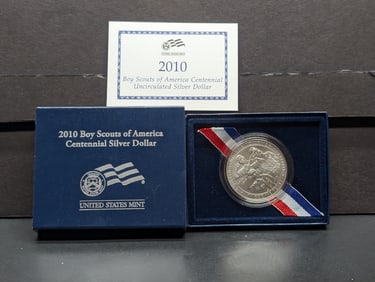 2010
Boy Scouts of America Centennial
Uncirculated Silver Dollar
2010 Boy Scouts of America
Centennial Silver Dollar
UNITED STATES MINT